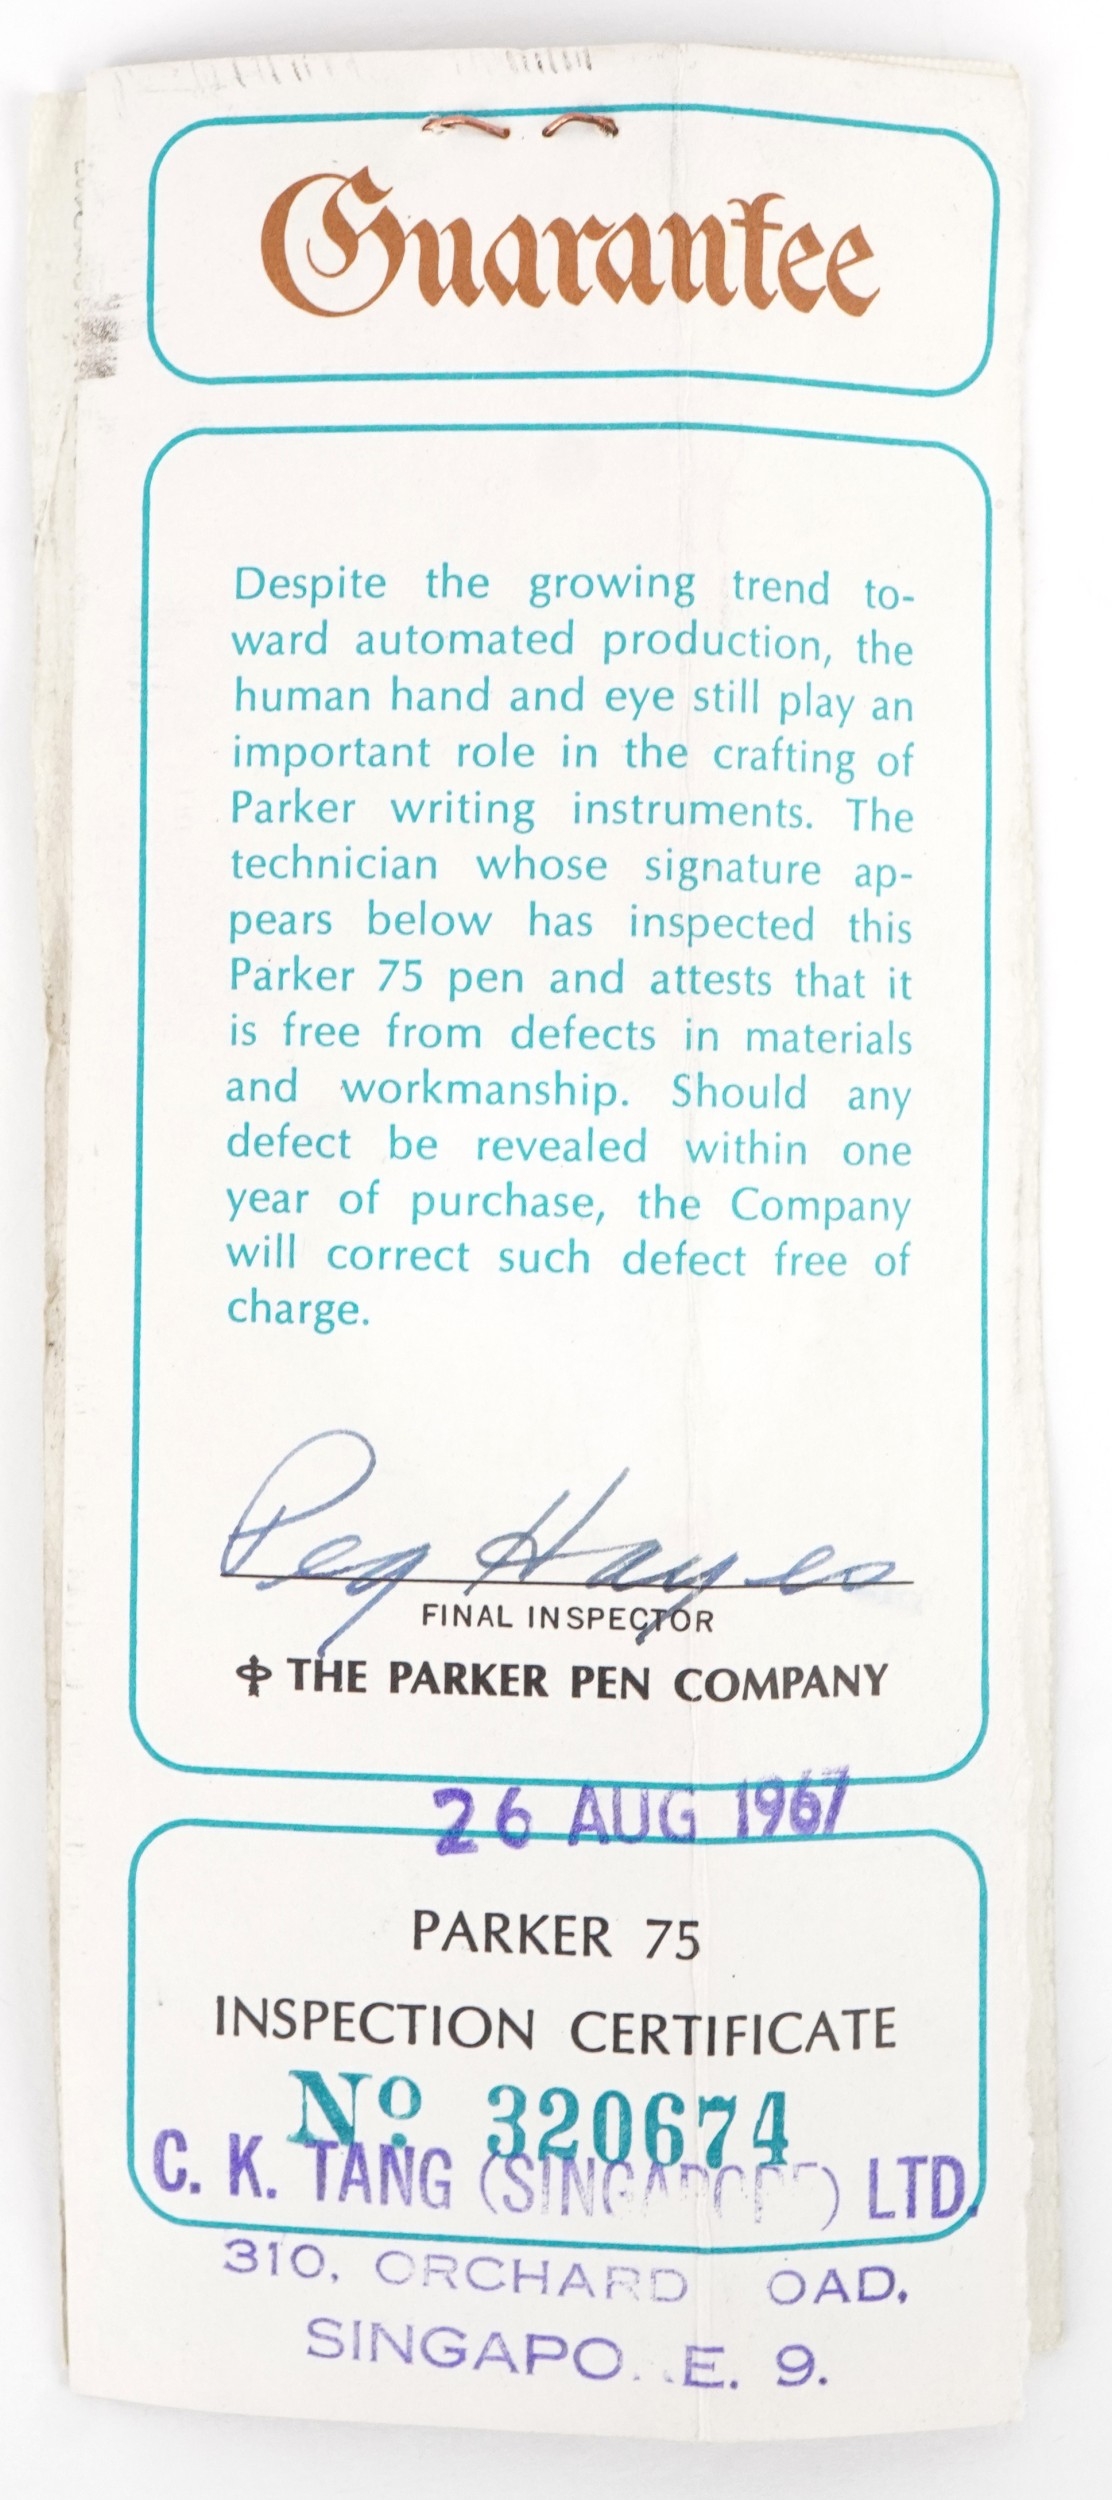 Guarantee
Despite the growing trend to-
ward automated production, the
human hand and eye still play an
important role in the crafting of
Parker writing instruments. The
technician whose signature ap-
pears below has inspected this
Parker 75 pen and attests that it
is free from defects in materials
and workmanship. Should any
defect be revealed within one
year of purchase, the Company
will correct such defect free of
charge.
Peg Hayes
FINAL INSPECTOR
THE PARKER PEN COMPANY
26 AUG 1967
PARKER 75
INSPECTION CERTIFICATE
No. 320674
C. K. TANG (SINGAPORE) LTD.
310, ORCHARD OAD,
SINGAPO E. 9.